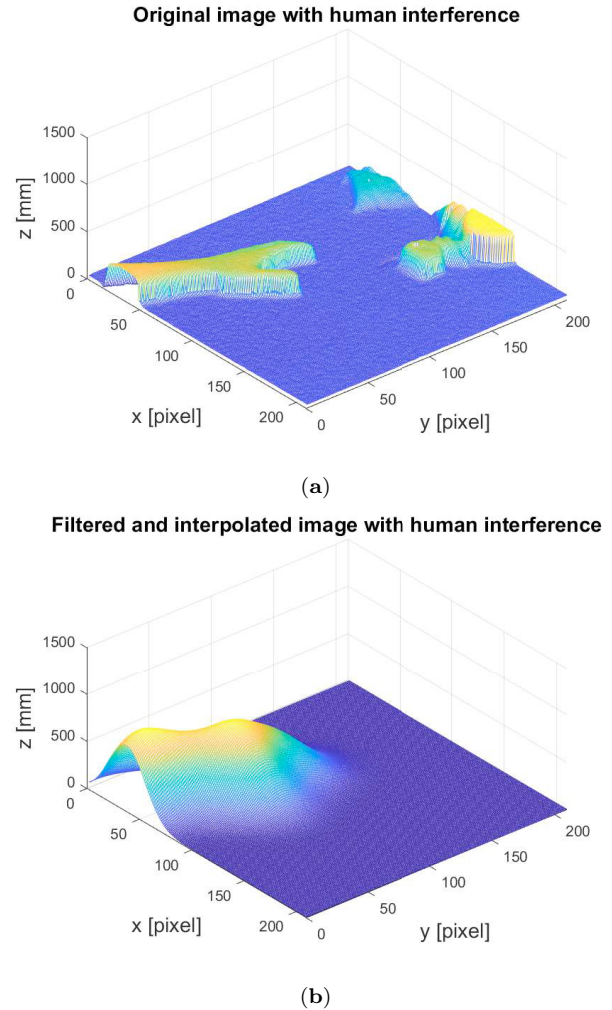 Original image with human interference
1500
1000
500
0
z [mm]
0
50
100
150
200
x [pixel]
0
50
100
150
200
y [pixel]
(a)
Filtered and interpolated image with human interference
1500
1000
500
0
z [mm]
0
50
100
150
200
x [pixel]
0
50
100
150
200
y [pixel]
(b)